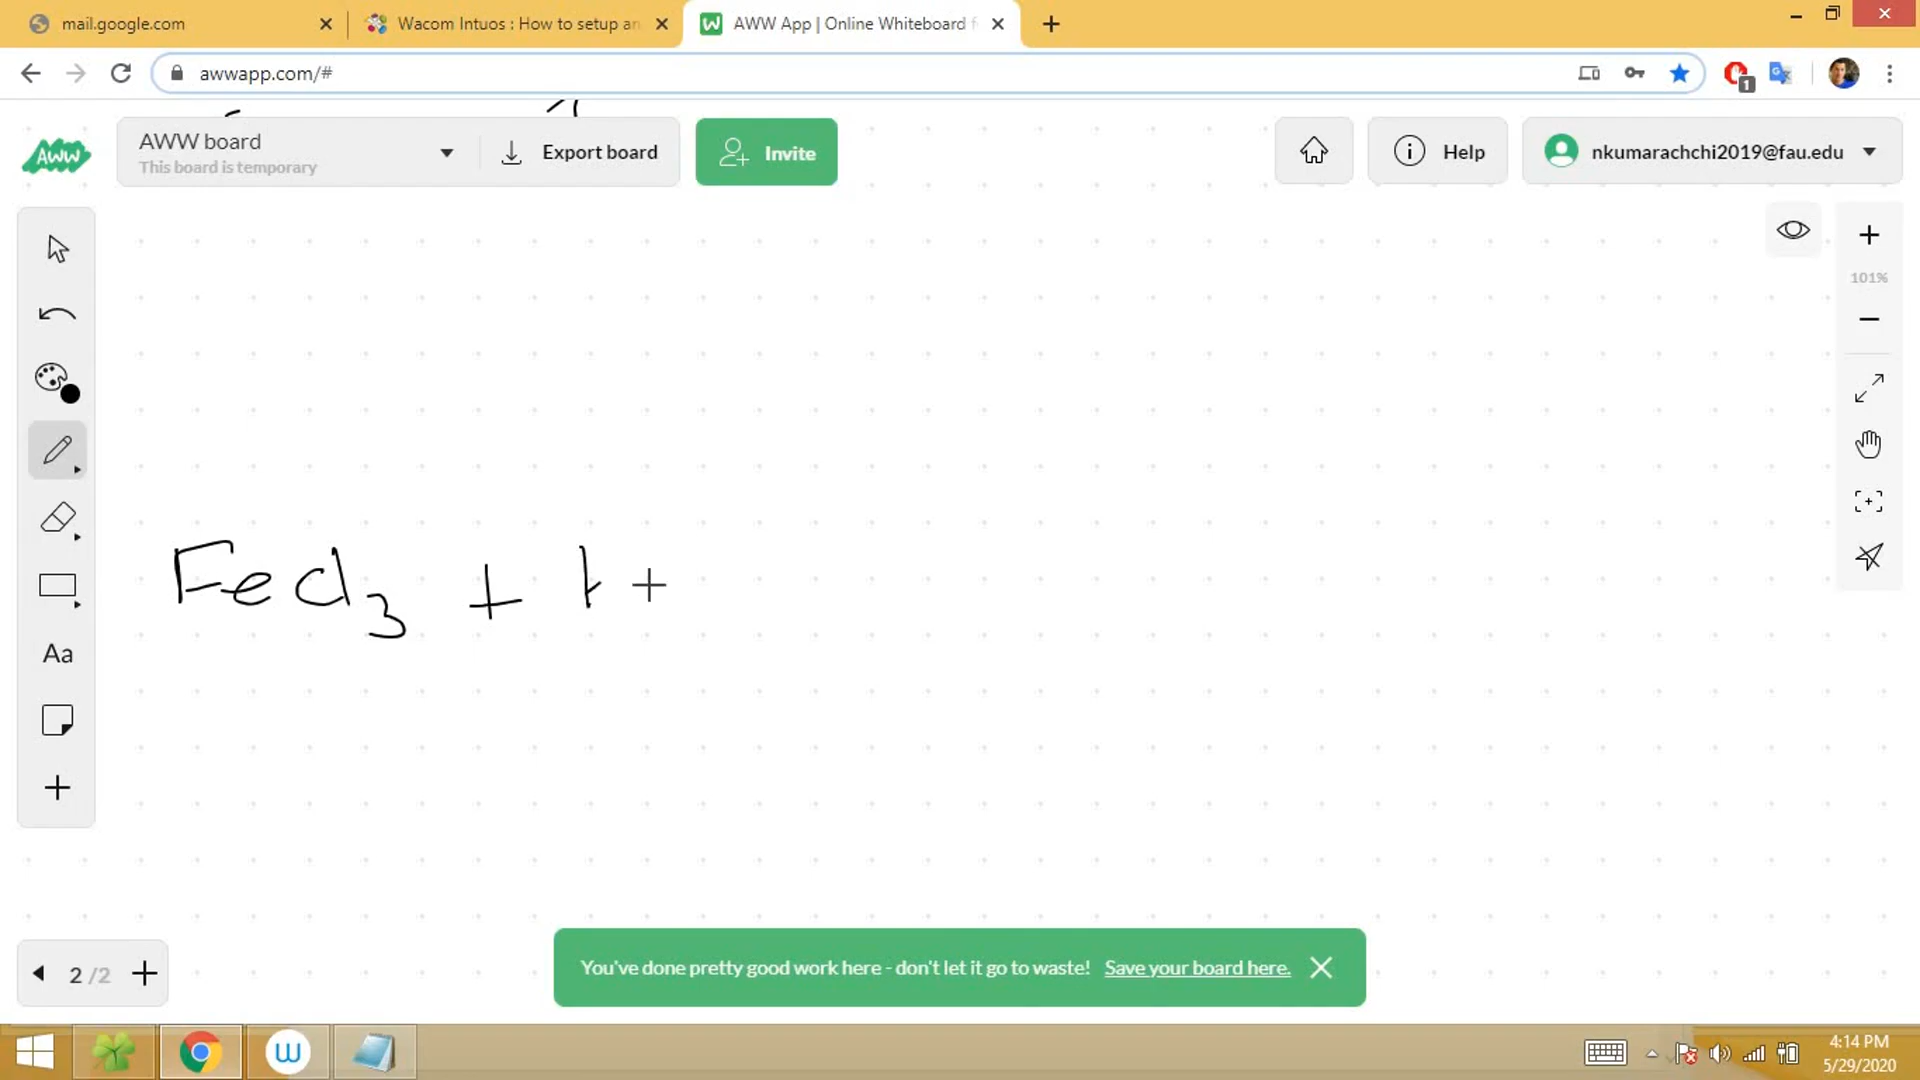 mail.google.com
Wacom Intuos : How to setup an
AWW App | Online Whiteboard f
awwapp.com/#
1
AWW
AWW board
This board is temporary
Export board
Invite
Help
nkumarachchi2019@fau.edu
101%
FeCl3 +
Aa
2 /2
You've done pretty good work here - don't let it go to waste! Save your board here.
4:14 PM
5/29/2020